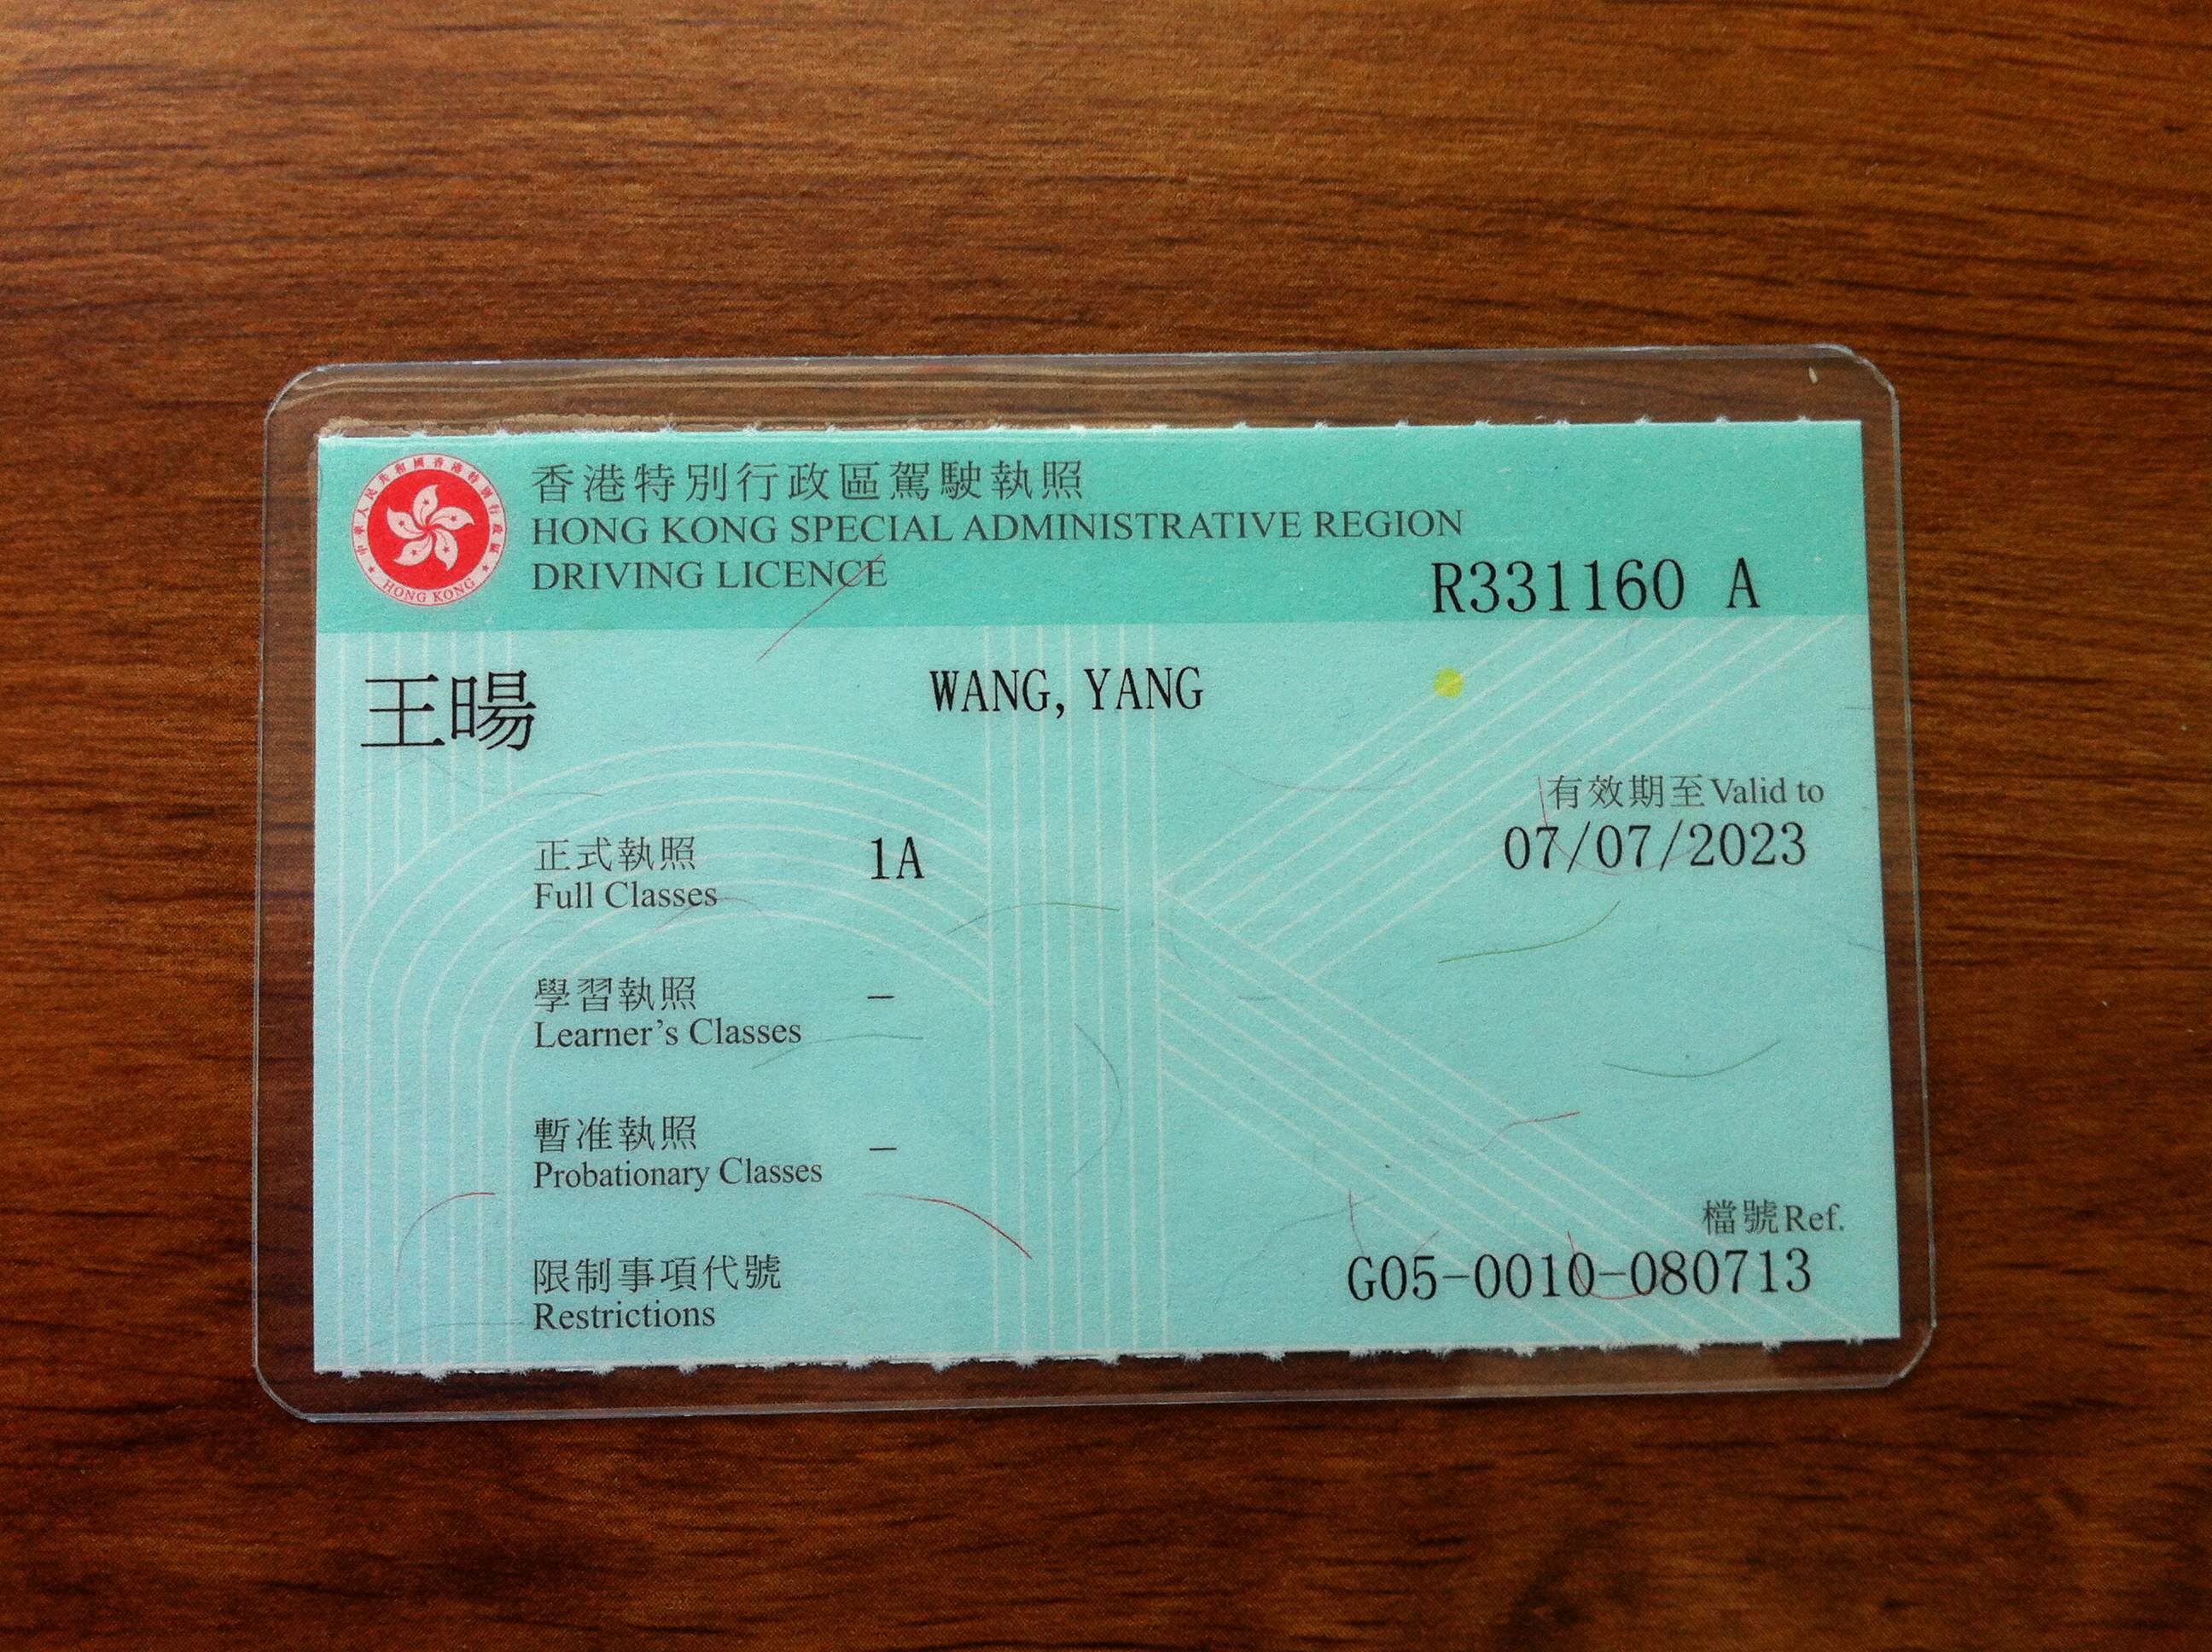 香港特別行政區駕駛執照
HONG KONG SPECIAL ADMINISTRATIVE REGION
DRIVING LICENCE
R331160 A
中華人民共和國香港特別行政區
HONG KONG
王暘
WANG, YANG
有效期至 Valid to
07/07/2023
正式執照
Full Classes
1A
學習執照
Learner's Classes
–
暫准執照
Probationary Classes
–
限制事項代號
Restrictions
檔號 Ref.
G05-0010-080713